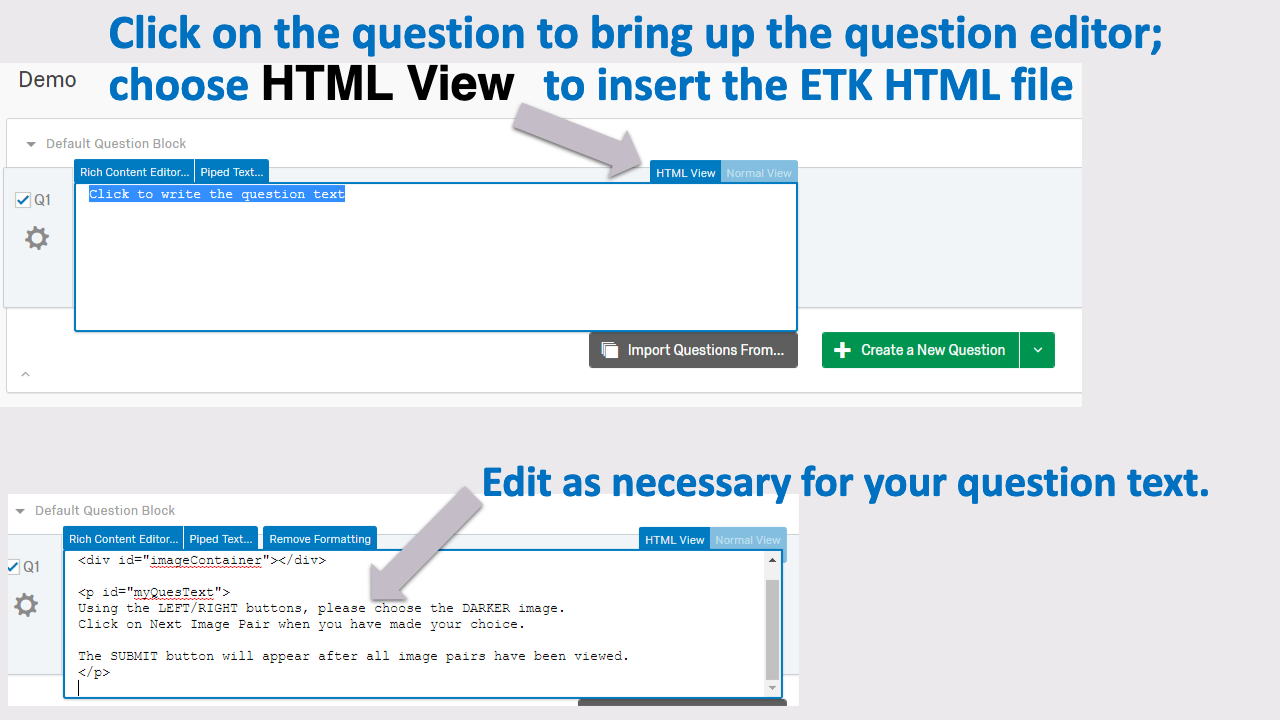 Click on the question to bring up the question editor;
choose HTML View to insert the ETK HTML file
Demo
Default Question Block
Rich Content Editor... Piped Text... HTML View Normal View
Click to write the question text
Q1
Import Questions From... Create a New Question
Edit as necessary for your question text.
Default Question Block
Rich Content Editor... Piped Text... Remove Formatting HTML View Normal View
<div id="imageContainer"></div>
Q1
<p id="myQuesText">
Using the LEFT/RIGHT buttons, please choose the DARKER image.
Click on Next Image Pair when you have made your choice.
The SUBMIT button will appear after all image pairs have been viewed.
</p>